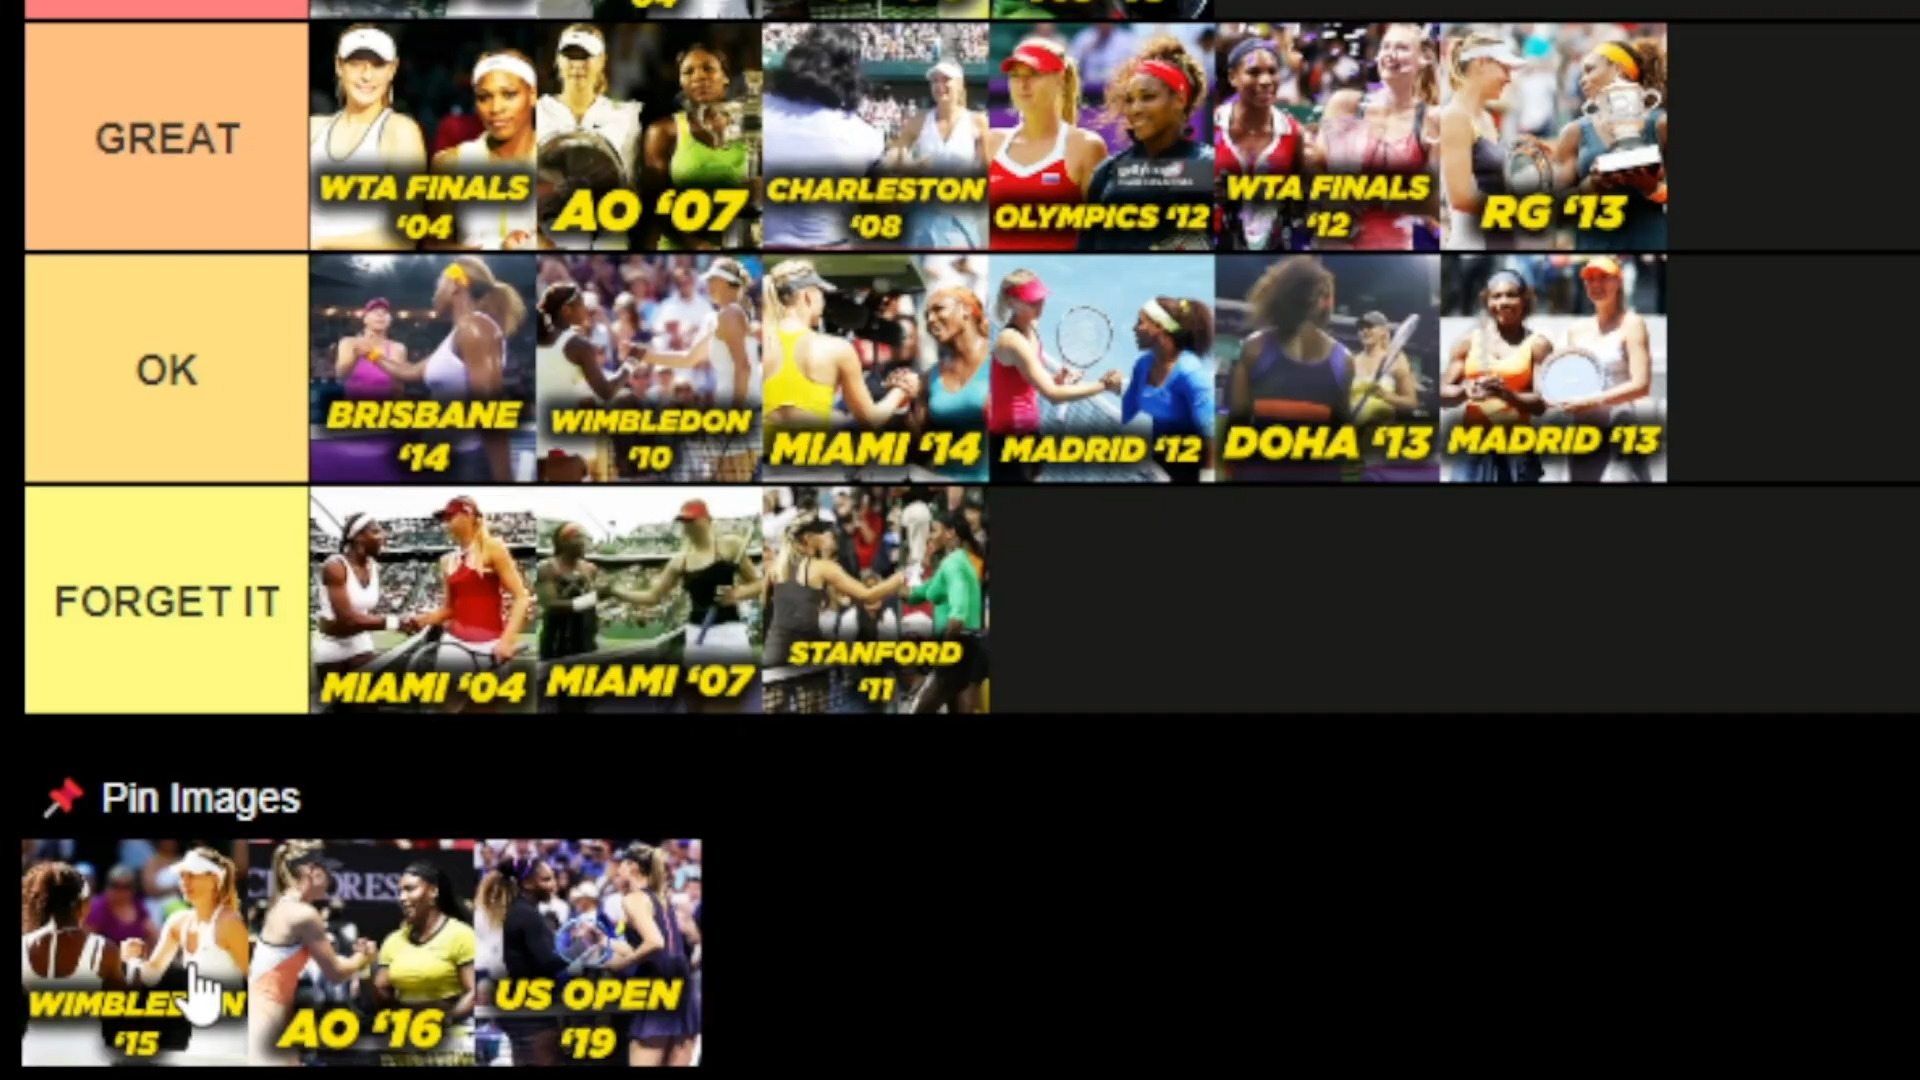 '04
GREAT
WTA FINALS
'04
AO '07
CHARLESTON
'08
OLYMPICS '12
WTA FINALS
'12
RG '13
OK
BRISBANE
'14
WIMBLEDON
'10
MIAMI '14
MADRID '12
DOHA '13
MADRID '13
FORGET IT
MIAMI '04
MIAMI '07
STANFORD
'11
Pin Images
WIMBLEDON
'15
AO '16
US OPEN
'19